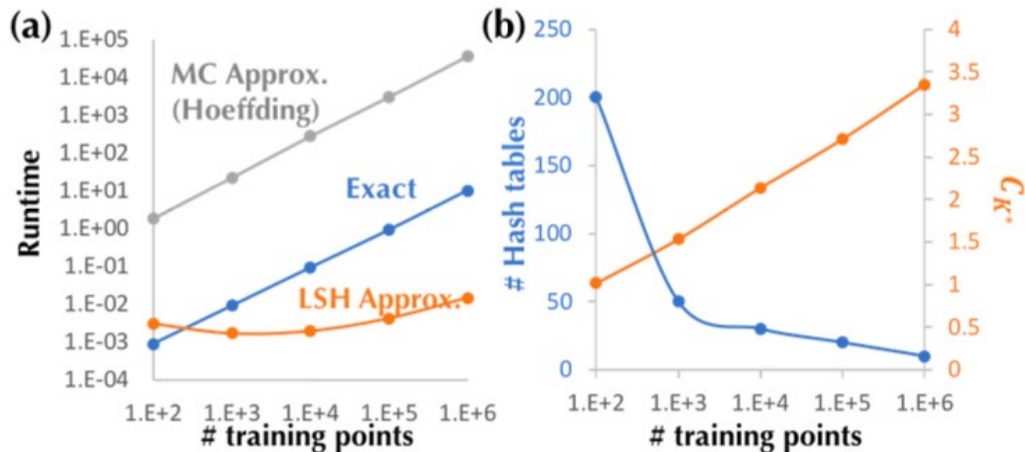 (a)
1.E+05
1.E+04
1.E+03
1.E+02
1.E+01
1.E+00
1.E-01
1.E-02
1.E-03
1.E-04
Runtime
MC Approx.
(Hoeffding)
Exact
LSH Approx.
1.E+2 1.E+3 1.E+4 1.E+5 1.E+6
# training points
(b)
250
200
150
100
50
0
# Hash tables
4
3.5
3
2.5
2
1.5
1
0.5
0
C_{K*}
1.E+2 1.E+3 1.E+4 1.E+5 1.E+6
# training points